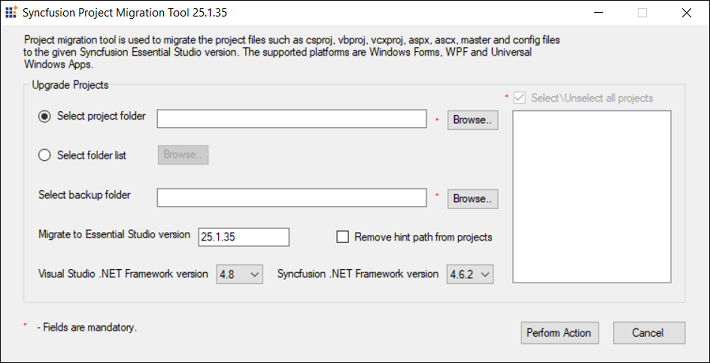 Syncfusion Project Migration Tool 25.1.35
Project migration tool is used to migrate the project files such as csproj, vbproj, vcxproj, aspx, ascx, master and config files
to the given Syncfusion Essential Studio version. The supported platforms are Windows Forms, WPF and Universal
Windows Apps.
Upgrade Projects
* Select\Unselect all projects
Select project folder * Browse..
Select folder list Browse..
Select backup folder * Browse..
Migrate to Essential Studio version 25.1.35 Remove hint path from projects
Visual Studio .NET Framework version 4.8 Syncfusion .NET Framework version 4.6.2
* - Fields are mandatory.
Perform Action Cancel